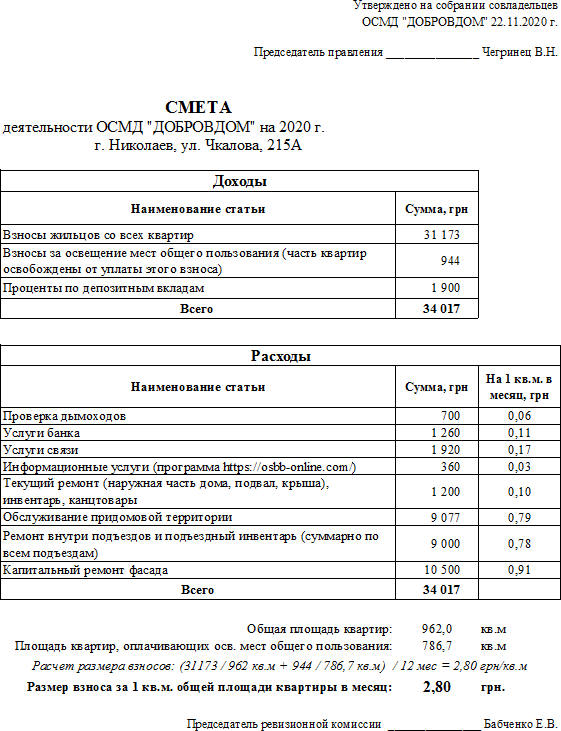 Утверждено на собрании совладельцев
ОСМД "ДОБРОВДОМ" 22.11.2020 г.
Председатель правления _______________ Чегринец В.Н.
СМЕТА
деятельности ОСМД "ДОБРОВДОМ" на 2020 г.
г. Николаев, ул. Чкалова, 215А
Доходы
Наименование статьи Сумма, грн
Взносы жильцов со всех квартир 31 173
Взносы за освещение мест общего пользования (часть квартир
освобождены от уплаты этого взноса) 944
Проценты по депозитным вкладам 1 900
Всего 34 017
Расходы
Наименование статьи Сумма, грн На 1 кв.м. в
месяц, грн
Проверка дымоходов 700 0,06
Услуги банка 1 260 0,11
Услуги связи 1 920 0,17
Информационные услуги (программа https://osbb-online.com/) 360 0,03
Текущий ремонт (наружная часть дома, подвал, крыша),
инвентарь, канцтовары 1 200 0,10
Обслуживание придомовой территории 9 077 0,79
Ремонт внутри подъездов и подъездный инвентарь (суммарно по
всем подъездам) 9 000 0,78
Капитальный ремонт фасада 10 500 0,91
Всего 34 017
Общая площадь квартир: 962,0 кв.м
Площадь квартир, оплачивающих осв. мест общего пользования: 786,7 кв.м
Расчет размера взносов: (31173 / 962 кв.м + 944 / 786,7 кв.м) / 12 мес = 2,80 грн/кв.м
Размер взноса за 1 кв.м. общей площади квартиры в месяц: 2,80 грн.
Председатель ревизионной комиссии _______________ Бабченко Е.В.